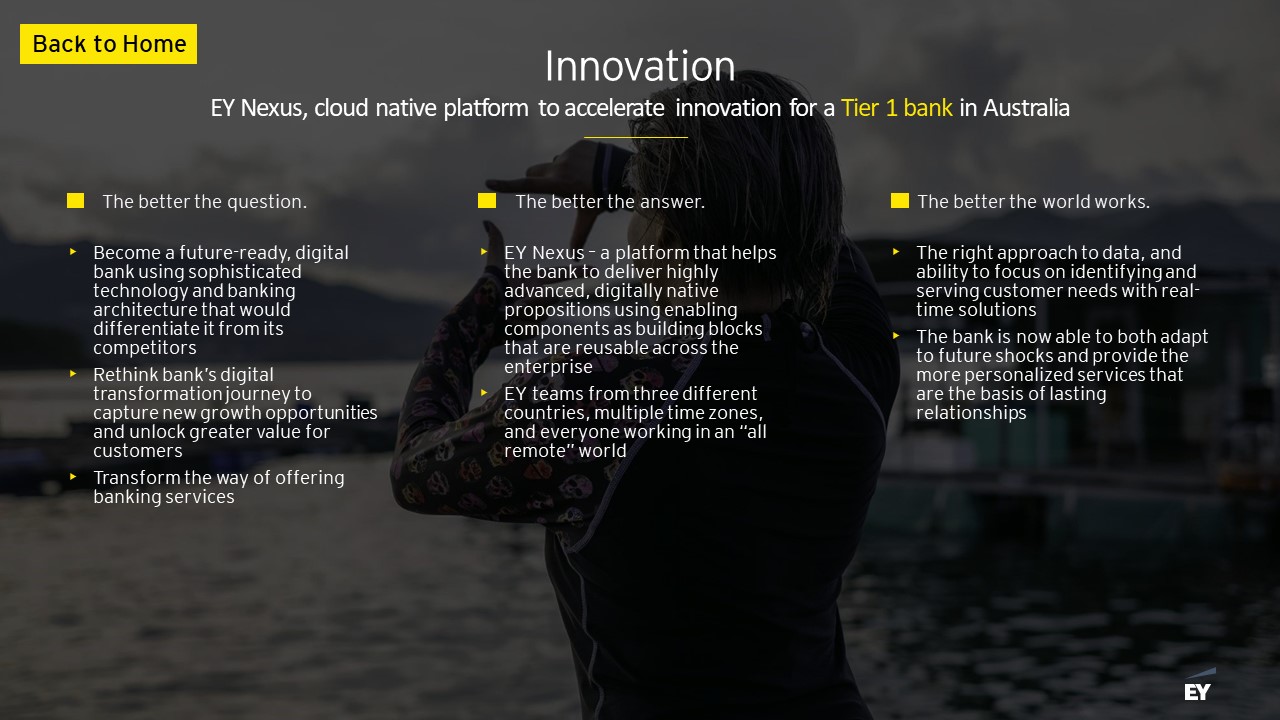 Back to Home
Innovation
EY Nexus, cloud native platform to accelerate innovation for a Tier 1 bank in Australia
The better the question.
Become a future-ready, digital
bank using sophisticated
technology and banking
architecture that would
differentiate it from its
competitors
Rethink bank’s digital
transformation journey to
capture new growth opportunities
and unlock greater value for
customers
Transform the way of offering
banking services
The better the answer.
EY Nexus – a platform that helps
the bank to deliver highly
advanced, digitally native
propositions using enabling
components as building blocks
that are reusable across the
enterprise
EY teams from three different
countries, multiple time zones,
and everyone working in an “all
remote” world
The better the world works.
The right approach to data, and
ability to focus on identifying and
serving customer needs with real-
time solutions
The bank is now able to both adapt
to future shocks and provide the
more personalized services that
are the basis of lasting
relationships
EY